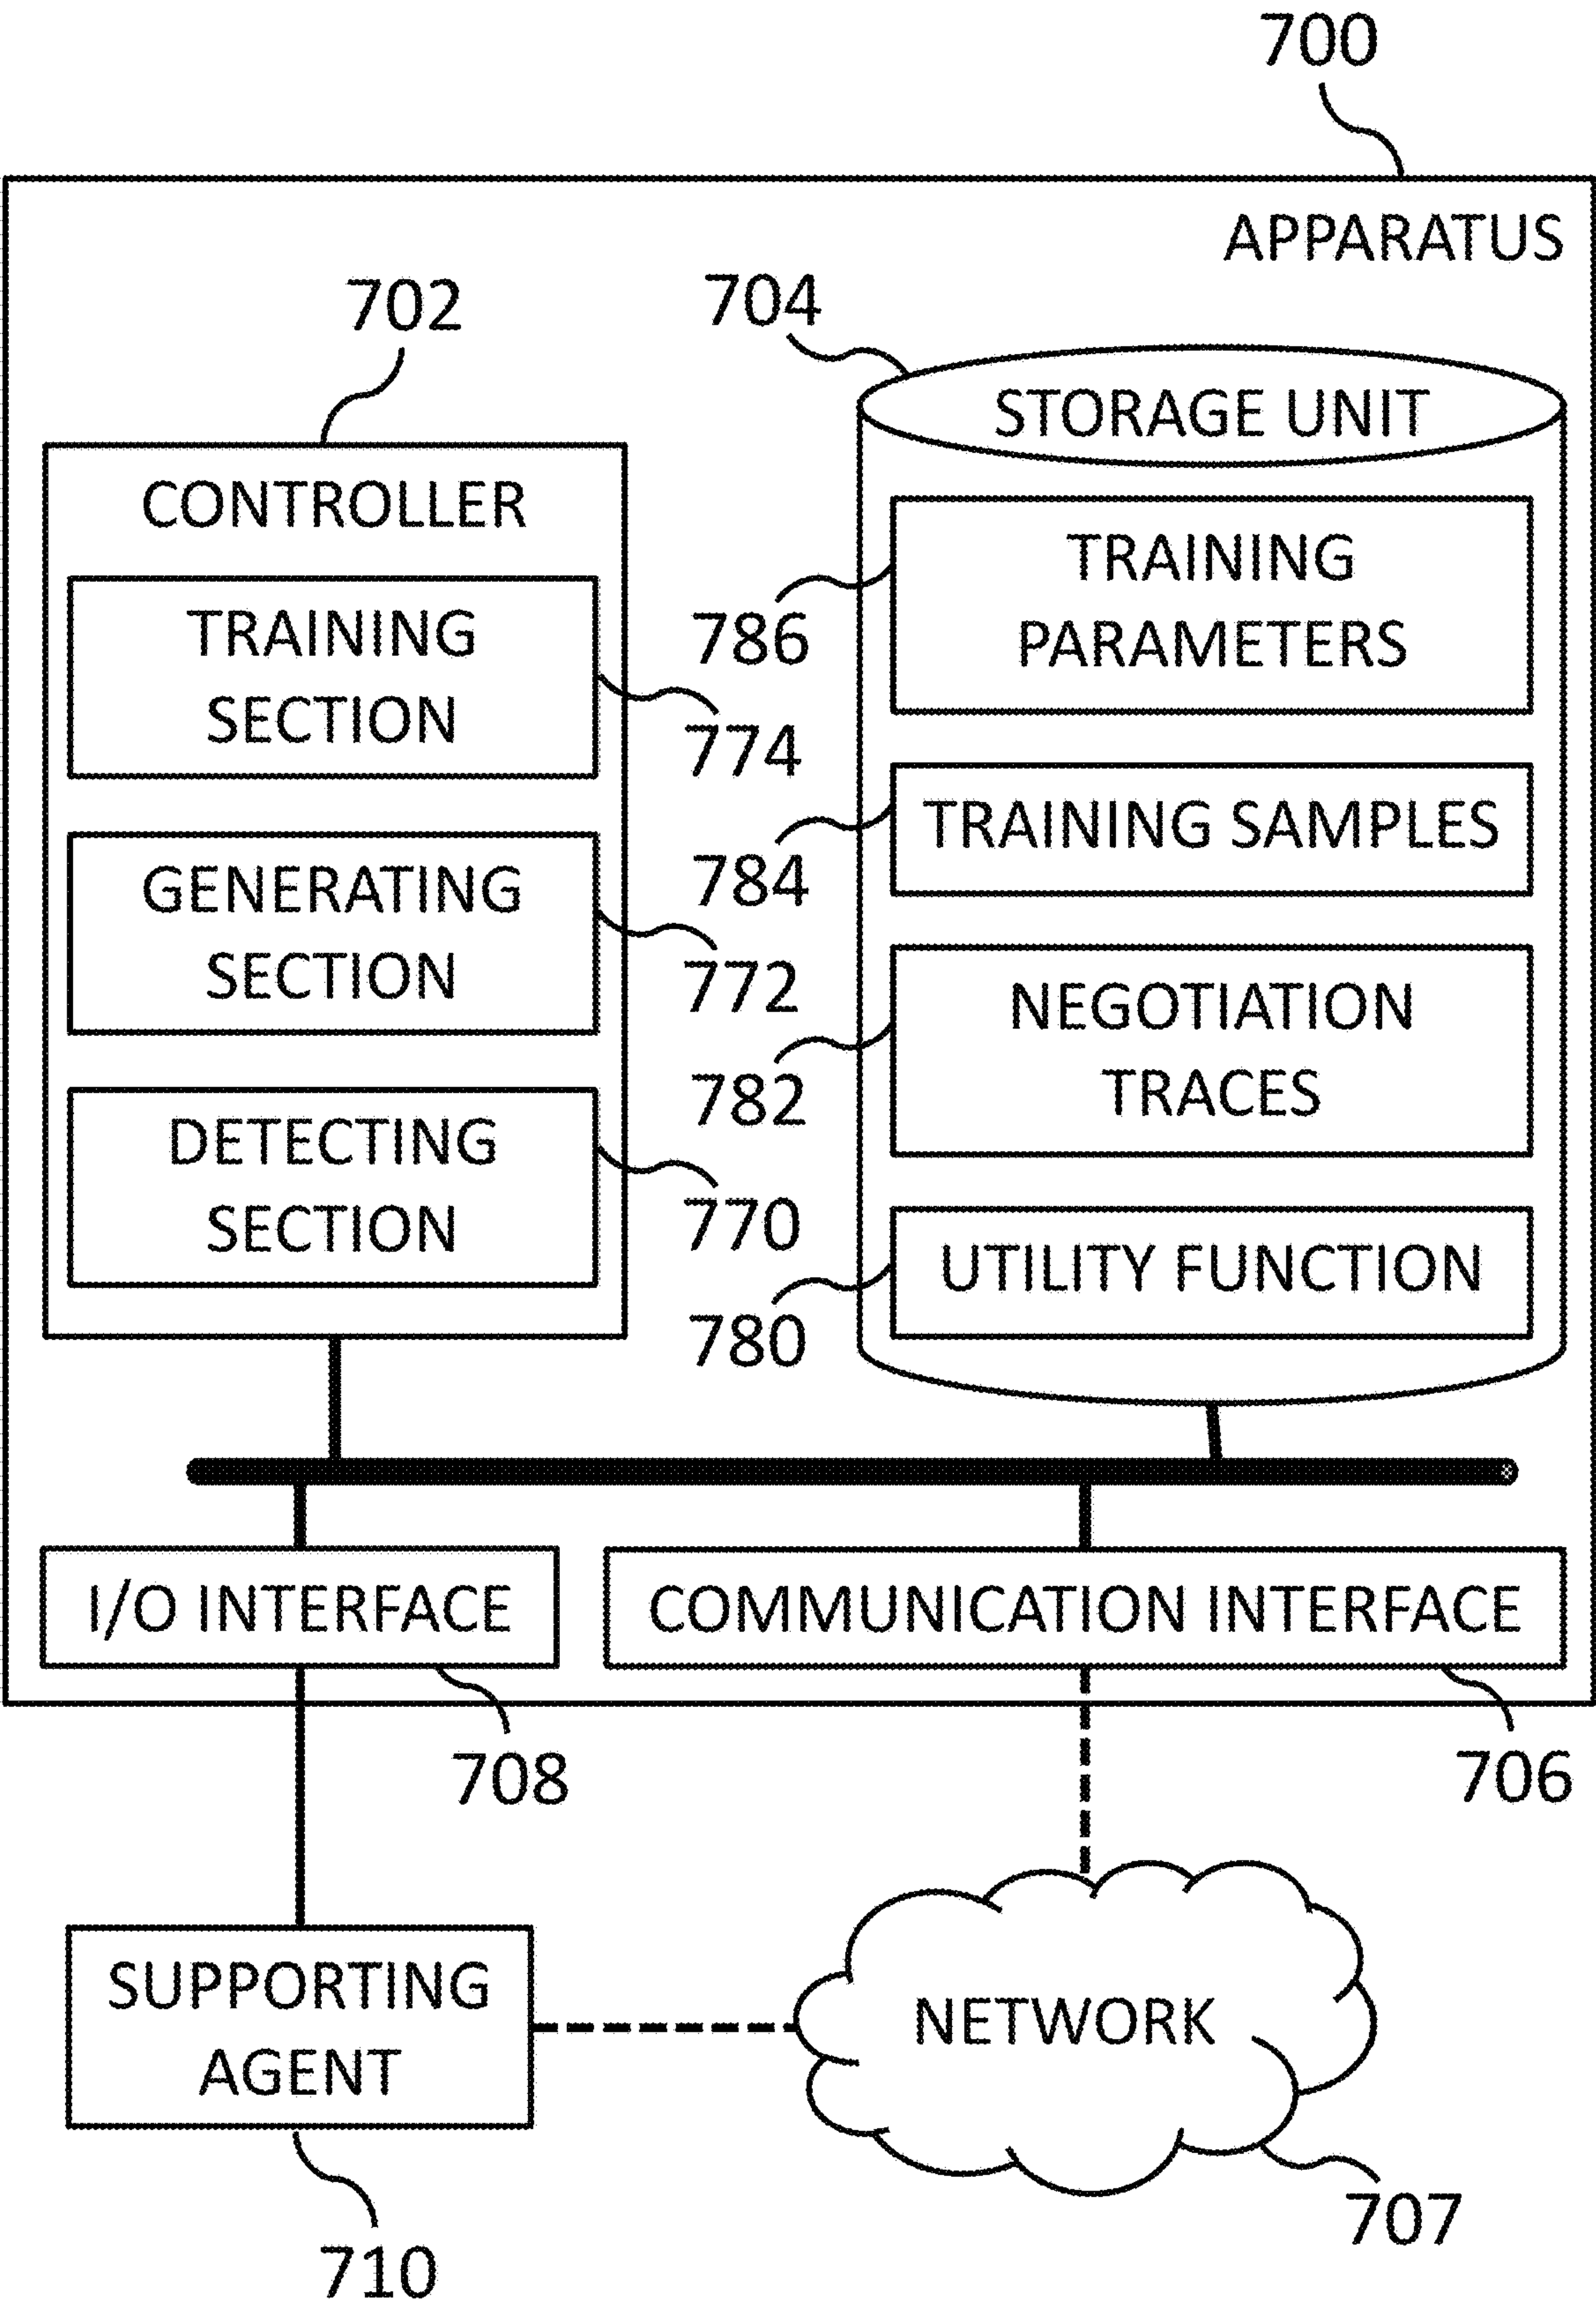 700
APPARATUS
702
704
CONTROLLER
TRAINING
SECTION
774
GENERATING
SECTION
772
DETECTING
SECTION
770
STORAGE UNIT
TRAINING
PARAMETERS
786
TRAINING SAMPLES
784
NEGOTIATION
TRACES
782
UTILITY FUNCTION
780
I/O INTERFACE
COMMUNICATION INTERFACE
708
706
SUPPORTING
AGENT
NETWORK
707
710